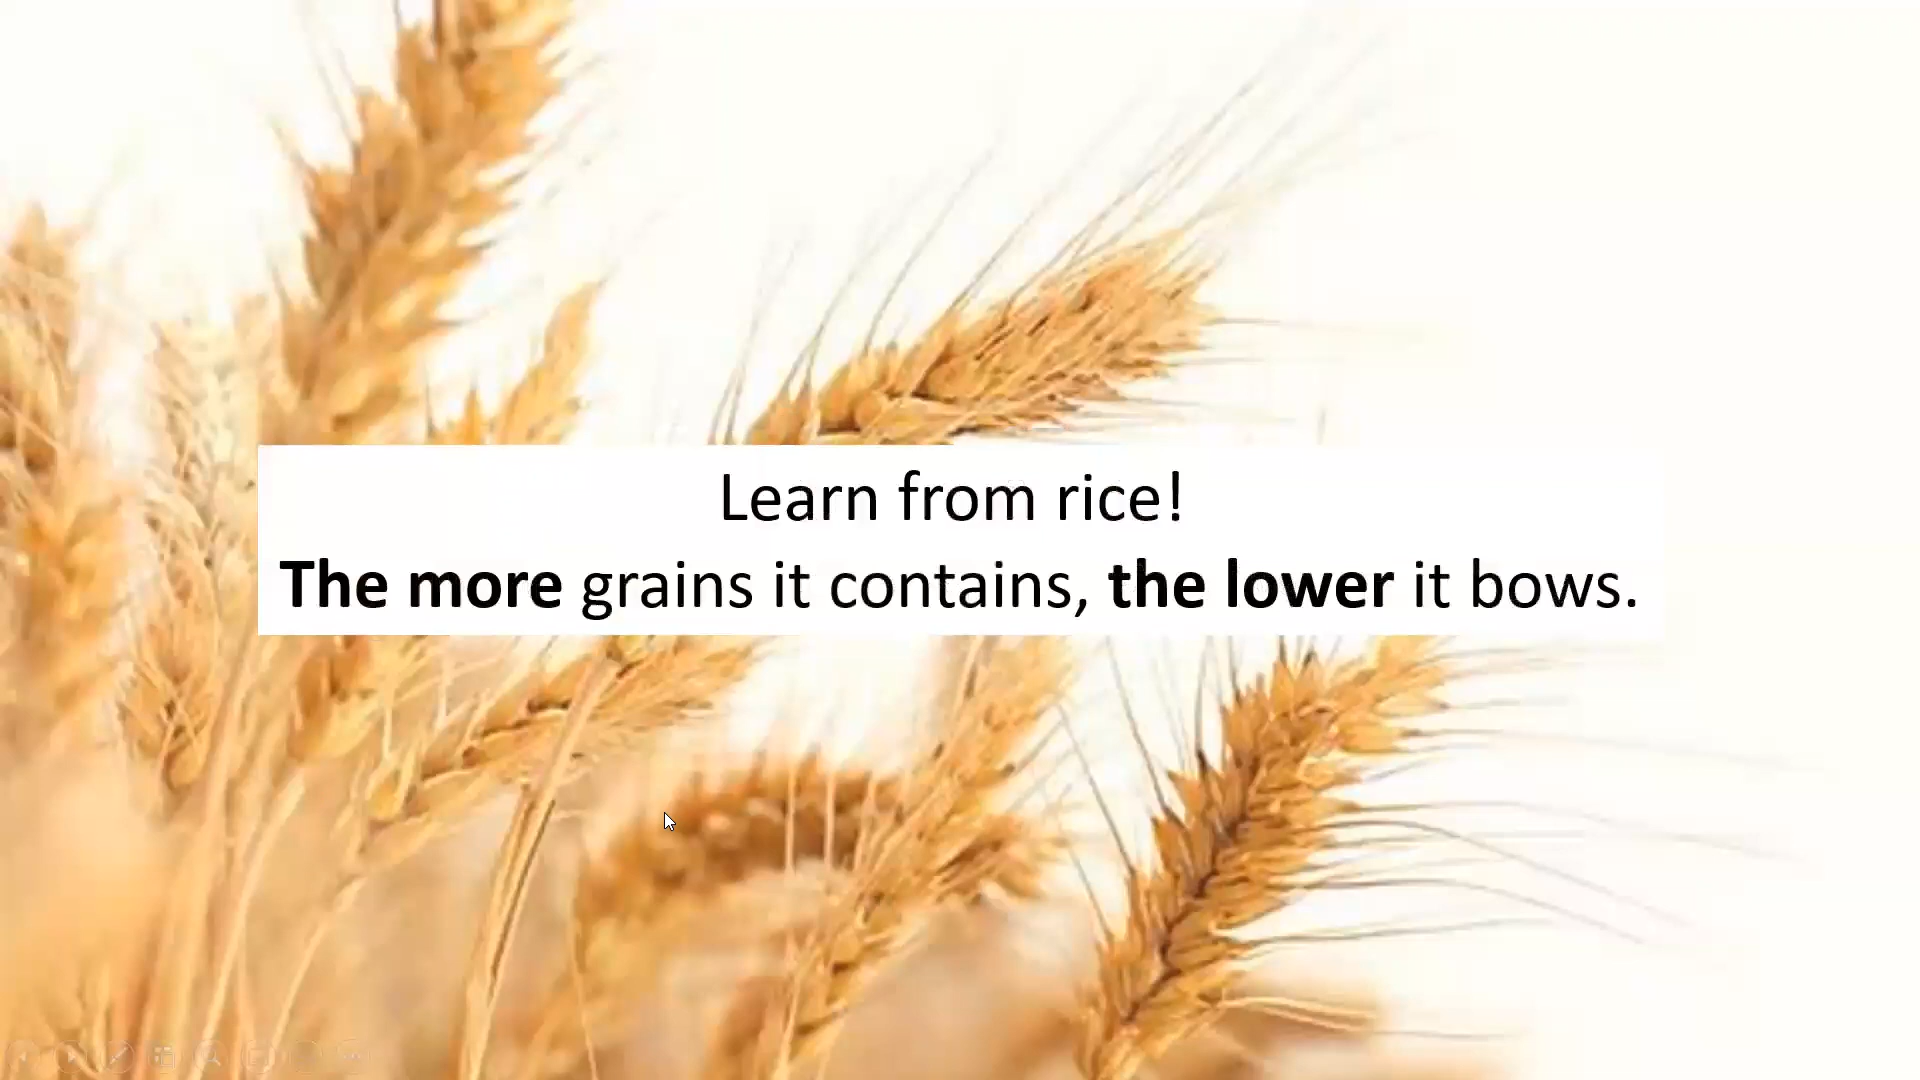 Learn from rice!
The more grains it contains, the lower it bows.